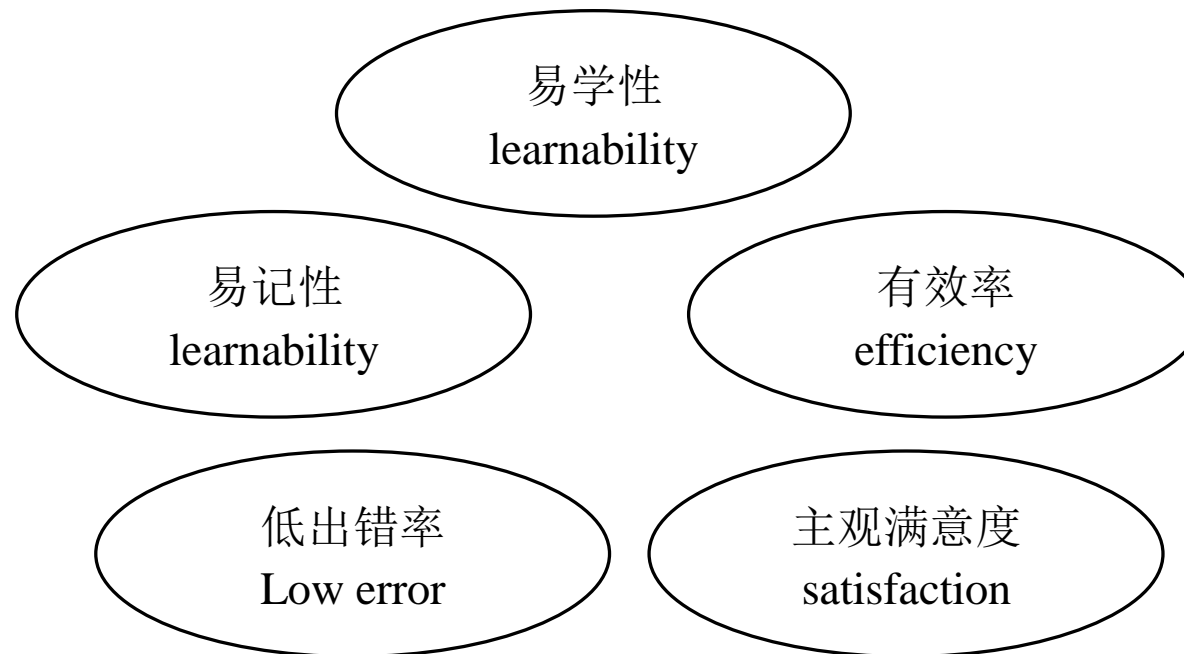 易学性
learnability
易记性
learnability
有效率
efficiency
低出错率
Low error
主观满意度
satisfaction